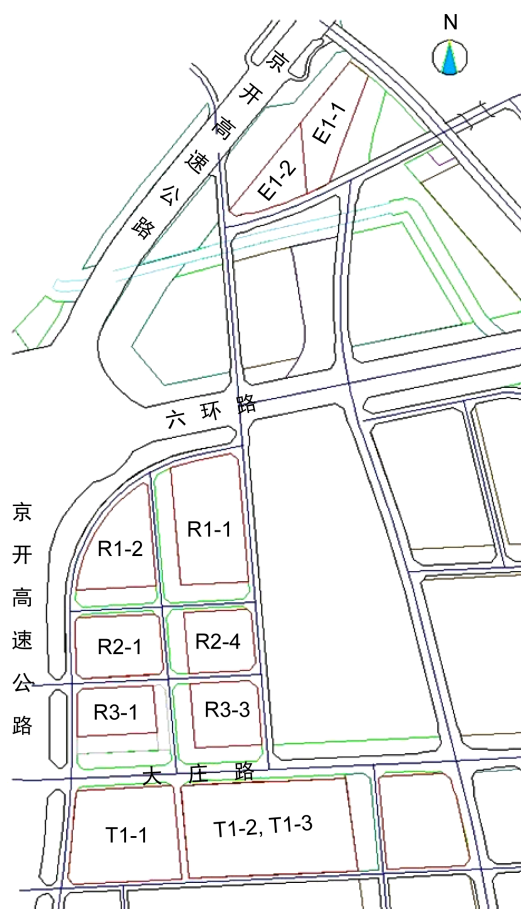 N
京开高速公路
E1-1
E1-2
六环路
京开高速公路
R1-1
R1-2
R2-1
R2-4
R3-1
R3-3
大庄路
T1-1
T1-2, T1-3